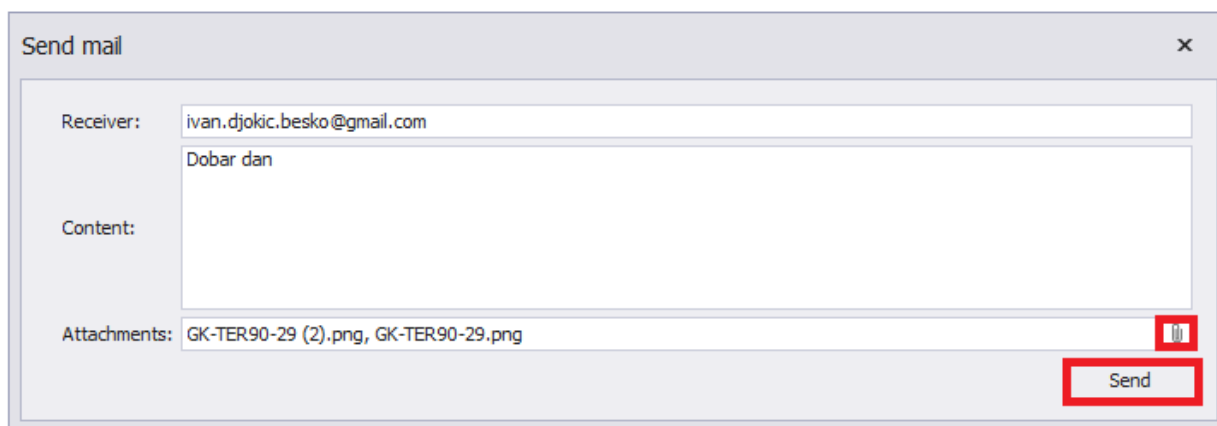 Send mail
Receiver: ivan.djokic.besko@gmail.com
Dobar dan
Content:
Attachments: GK-TER90-29 (2).png, GK-TER90-29.png
Send